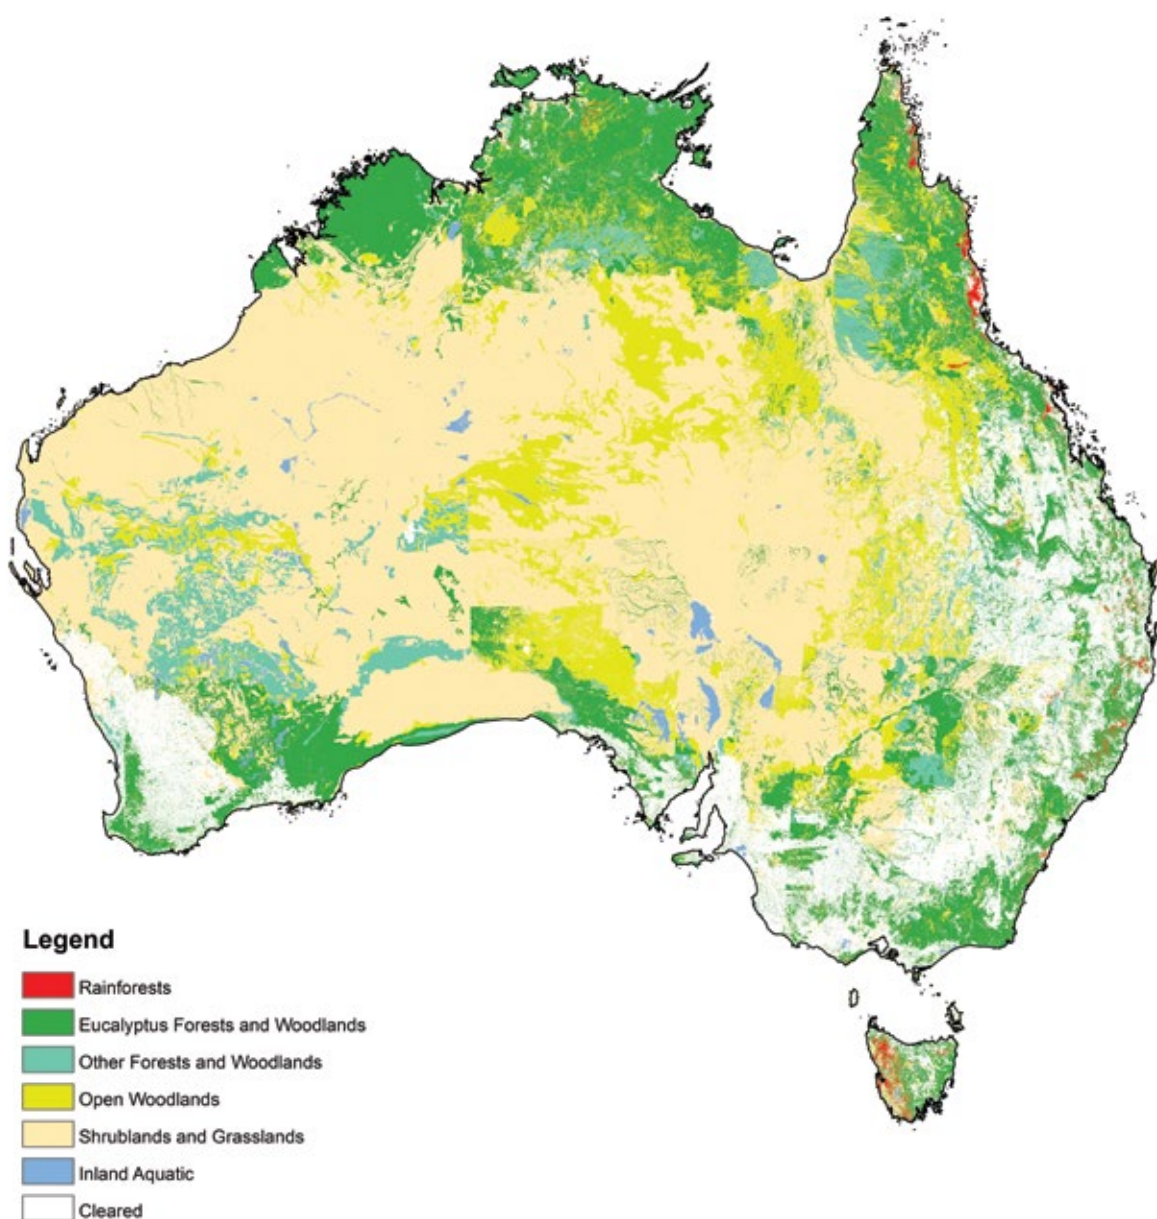 Legend
Rainforests
Eucalyptus Forests and Woodlands
Other Forests and Woodlands
Open Woodlands
Shrublands and Grasslands
Inland Aquatic
Cleared